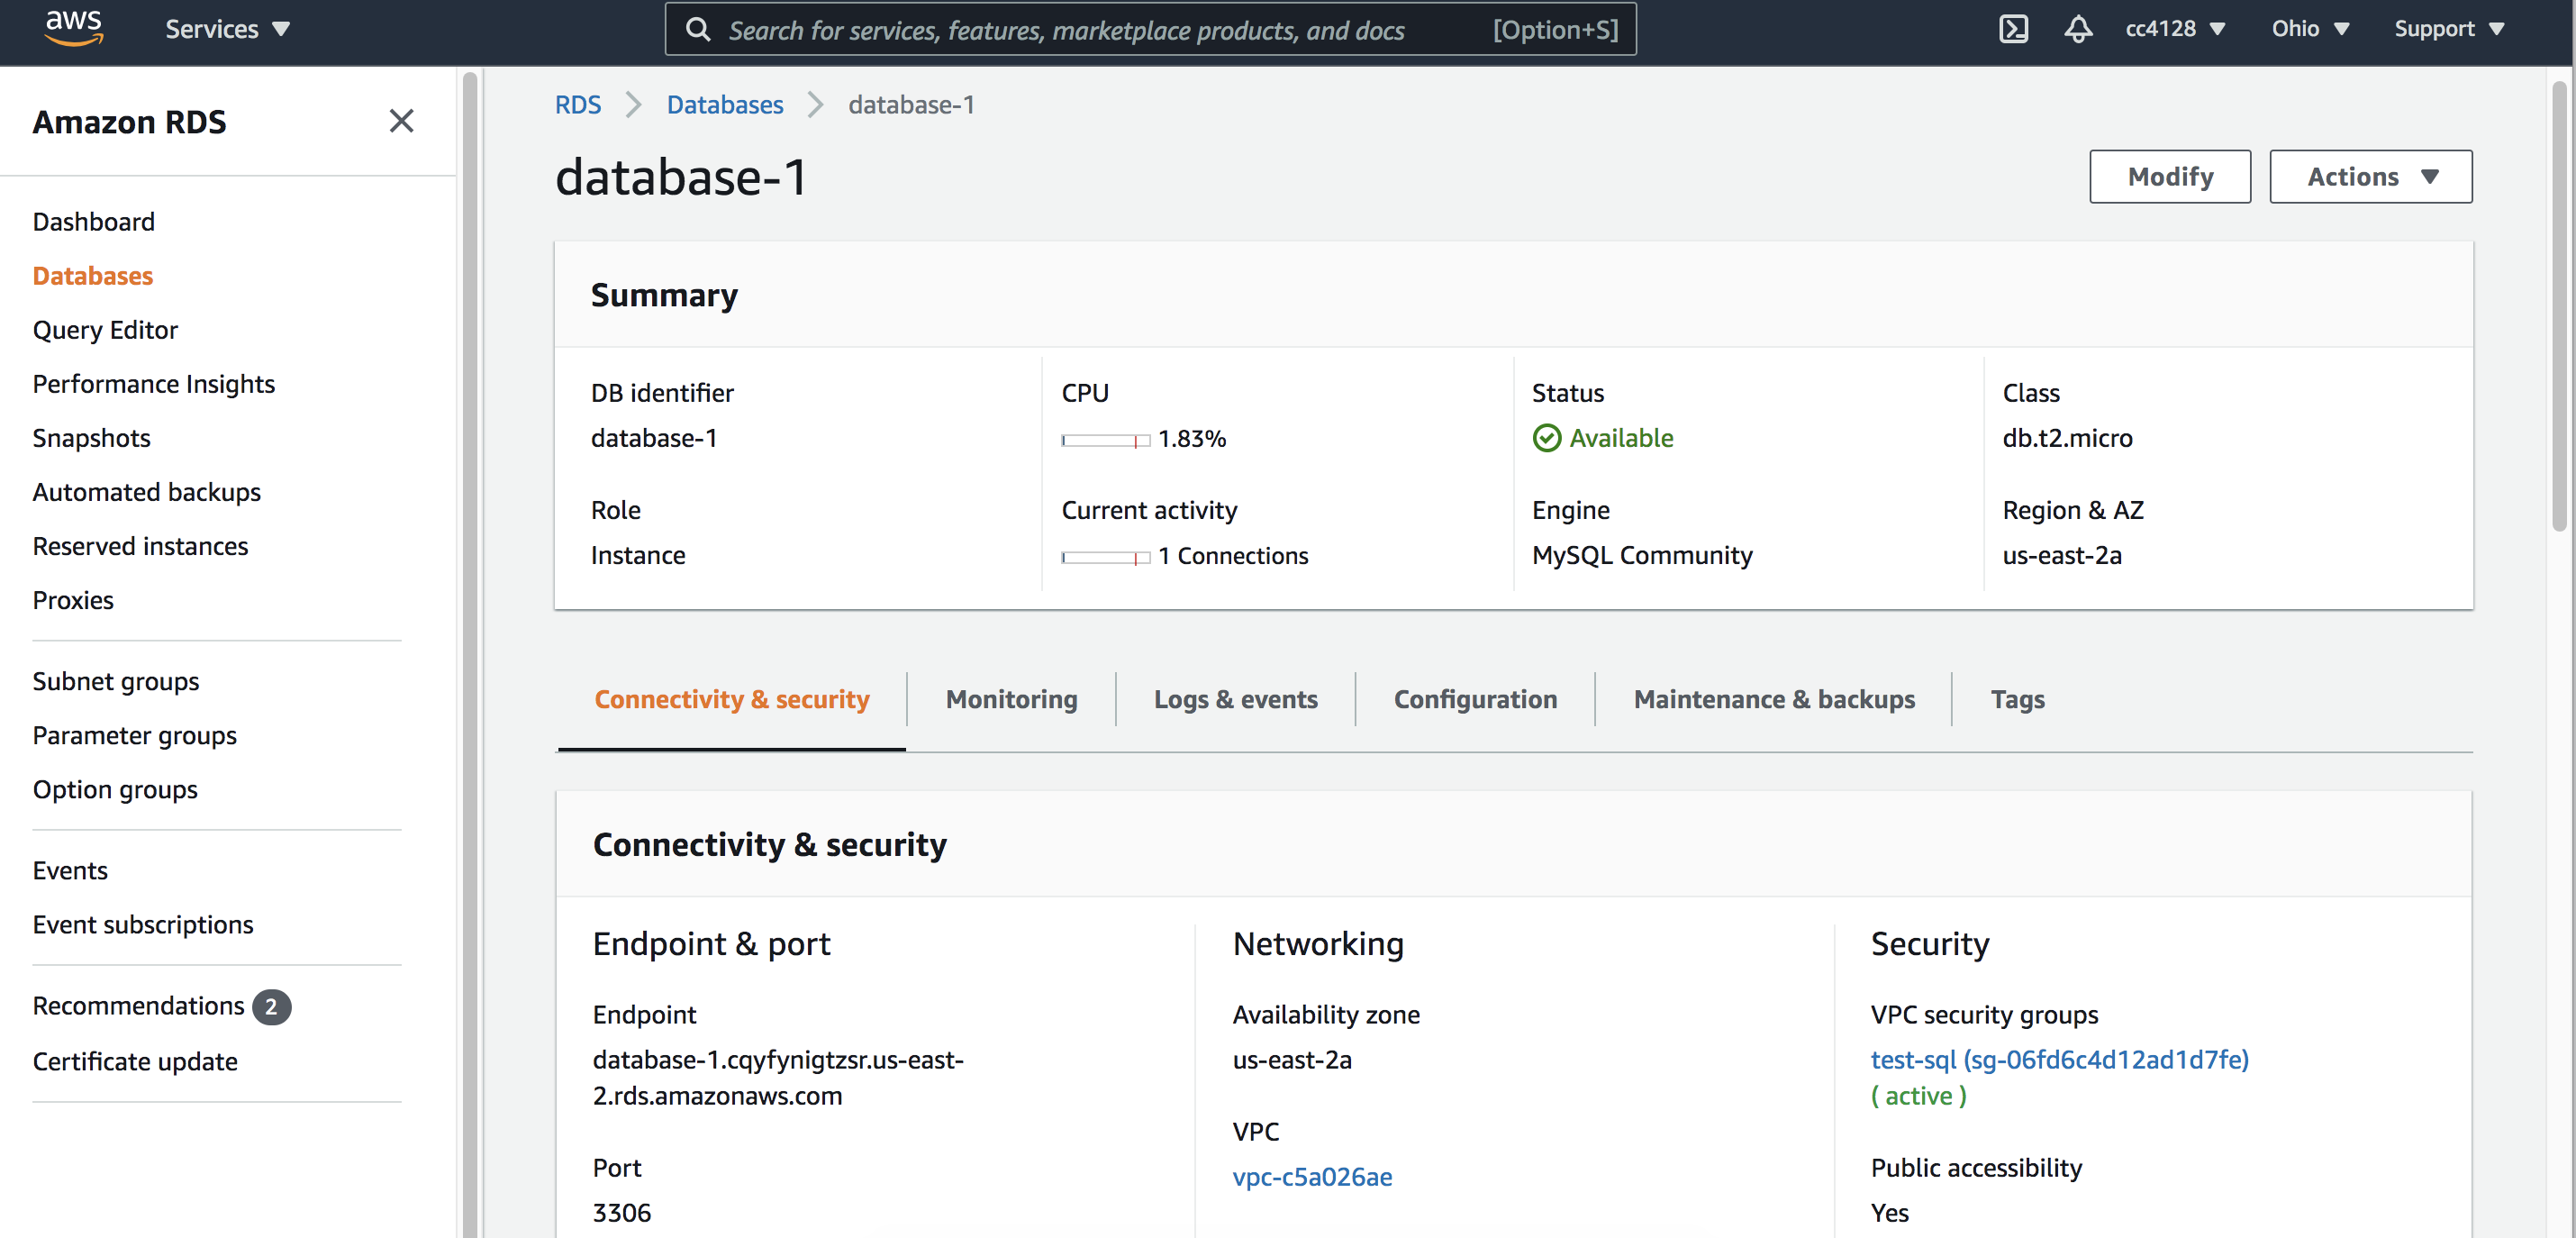 aws
Services
Search for services, features, marketplace products, and docs [Option+S]
cc4128
Ohio
Support
Amazon RDS
Dashboard
Databases
Query Editor
Performance Insights
Snapshots
Automated backups
Reserved instances
Proxies
Subnet groups
Parameter groups
Option groups
Events
Event subscriptions
Recommendations 2
Certificate update
RDS > Databases > database-1
database-1
Modify
Actions
Summary
DB identifier
database-1
Role
Instance
CPU
1.83%
Current activity
1 Connections
Status
Available
Engine
MySQL Community
Class
db.t2.micro
Region & AZ
us-east-2a
Connectivity & security
Monitoring
Logs & events
Configuration
Maintenance & backups
Tags
Connectivity & security
Endpoint & port
Endpoint
database-1.cqyfynigtzsr.us-east-
2.rds.amazonaws.com
Port
3306
Networking
Availability zone
us-east-2a
VPC
vpc-c5a026ae
Security
VPC security groups
test-sql (sg-06fd6c4d12ad1d7fe)
( active )
Public accessibility
Yes